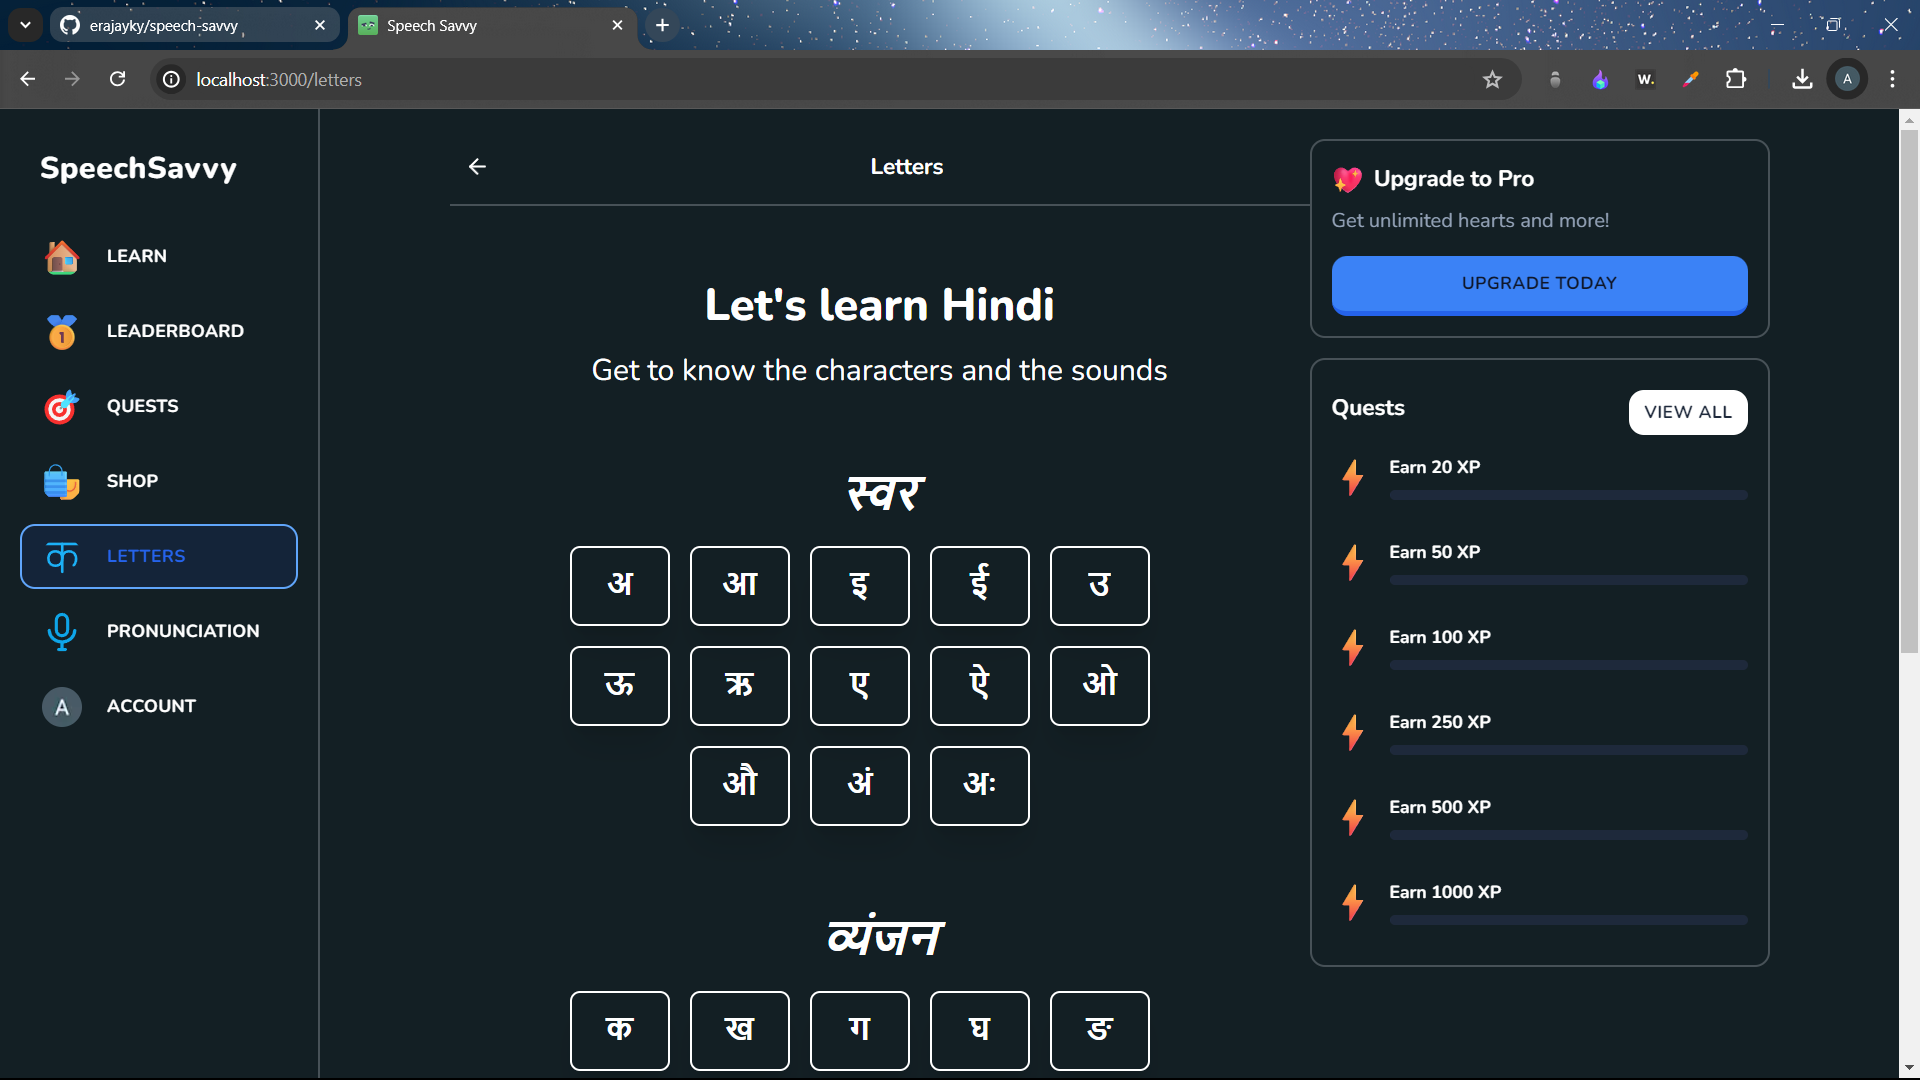 erajayky/speech-savvy
Speech Savvy
localhost:3000/letters
W.
A
SpeechSavvy
LEARN
1
LEADERBOARD
QUESTS
SHOP
क
LETTERS
PRONUNCIATION
A
ACCOUNT
Letters
Let's learn Hindi
Get to know the characters and the sounds
स्वर
अ आ इ ई उ
ऊ ऋ ए ऐ ओ
औ अं अः
व्यंजन
क ख ग घ ङ
Upgrade to Pro
Get unlimited hearts and more!
UPGRADE TODAY
Quests
VIEW ALL
Earn 20 XP
Earn 50 XP
Earn 100 XP
Earn 250 XP
Earn 500 XP
Earn 1000 XP